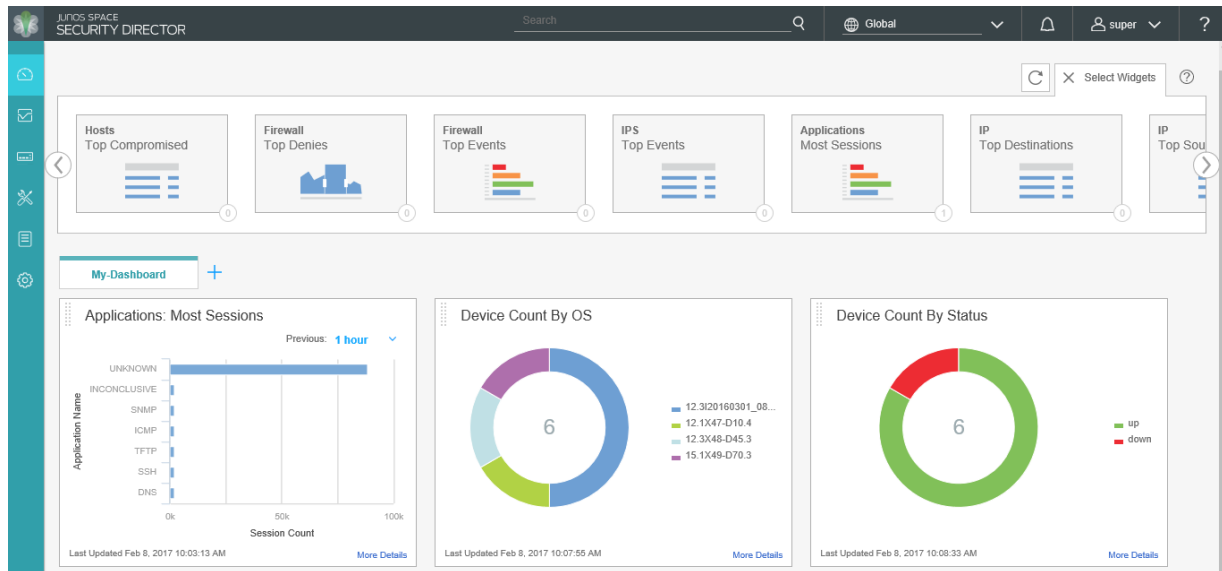 JUNOS SPACE
SECURITY DIRECTOR
Search
Global
super
?
Select Widgets
?
Hosts
Top Compromised
0
Firewall
Top Denies
0
Firewall
Top Events
0
IPS
Top Events
0
Applications
Most Sessions
1
IP
Top Destinations
0
IP
Top Sou
My-Dashboard
+
Applications: Most Sessions
Previous: 1 hour
Application Name
UNKNOWN
INCONCLUSIVE
SNMP
ICMP
TFTP
SSH
DNS
0k 50k 100k
Session Count
Last Updated Feb 8, 2017 10:03:13 AM
More Details
Device Count By OS
6
12.3I20160301_08...
12.1X47-D10.4
12.3X48-D45.3
15.1X49-D70.3
Last Updated Feb 8, 2017 10:07:55 AM
More Details
Device Count By Status
6
up
down
Last Updated Feb 8, 2017 10:08:33 AM
More Details